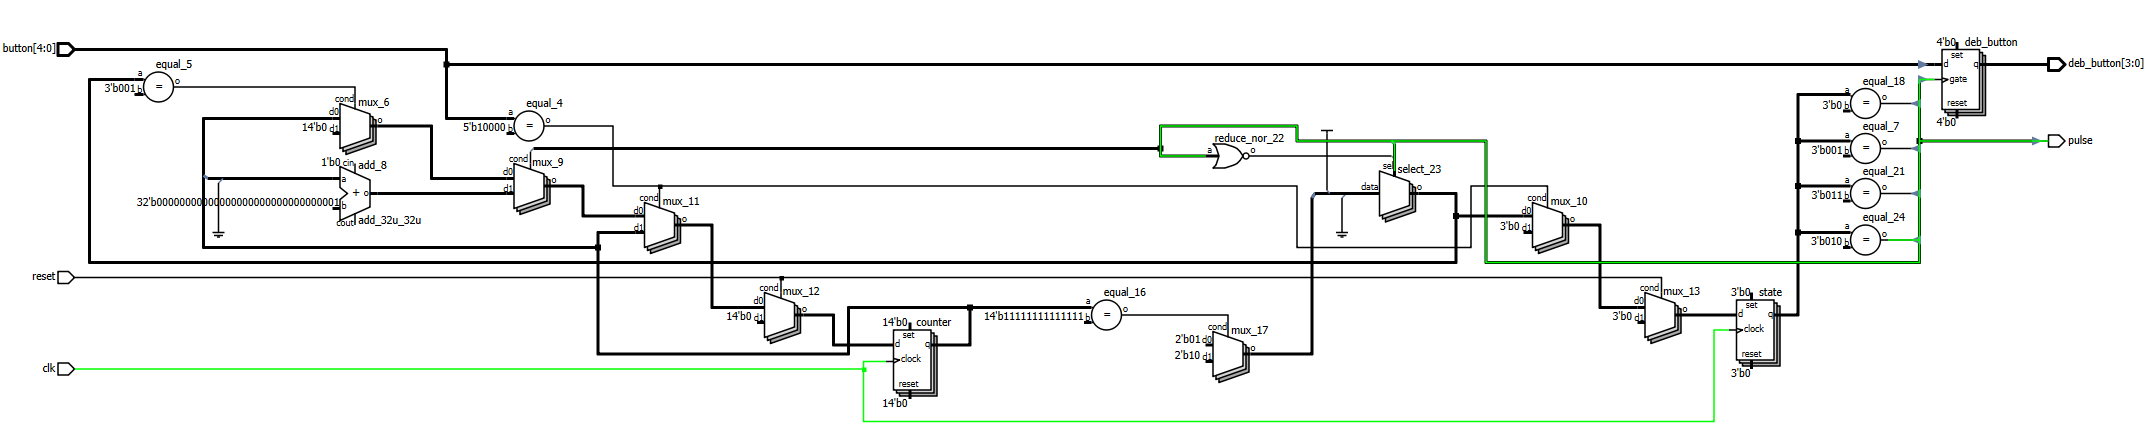 button[4:0]
equal_5
a
o
=
3'b001
b
cond
mux_6
d0
14'b0
d1
o
1'b0
cin
add_8
a
+
o
32'b00000000000000000000000000000001
b
cout
add_32u_32u
equal_4
a
o
=
5'b10000
b
cond
mux_9
d0
d1
o
cond
mux_11
d0
d1
o
reduce_nor_22
a
o
sel
select_23
data
o
cond
mux_10
d0
3'b0
d1
o
4'b0
deb_button
set
d
q
gate
reset
4'b0
deb_button[3:0]
equal_18
a
o
=
3'b0
b
equal_7
a
o
=
3'b001
b
pulse
equal_21
a
o
=
3'b011
b
equal_24
a
o
=
3'b010
b
reset
cond
mux_12
d0
14'b0
d1
o
14'b0
counter
set
d
q
clock
reset
14'b0
equal_16
a
o
=
14'b11111111111111
b
cond
mux_17
2'b01
d0
2'b10
d1
o
cond
mux_13
d0
3'b0
d1
o
3'b0
state
set
d
q
clock
reset
3'b0
clk